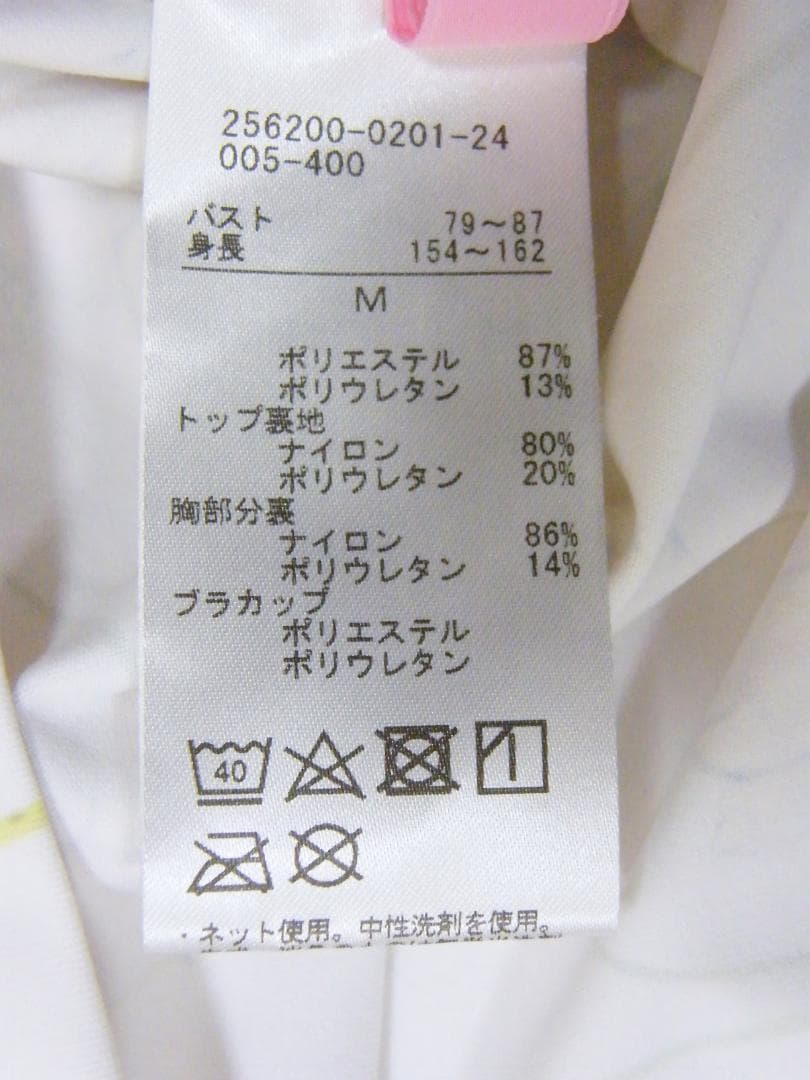 256200-0201-24
005-400
バスト 79～87
身長 154～162
M
ポリエステル 87%
ポリウレタン 13%
トップ裏地
ナイロン 80%
ポリウレタン 20%
胸部分裏
ナイロン 86%
ポリウレタン 14%
ブラカップ
ポリエステル
ポリウレタン
40
・ネット使用。中性洗剤を使用。